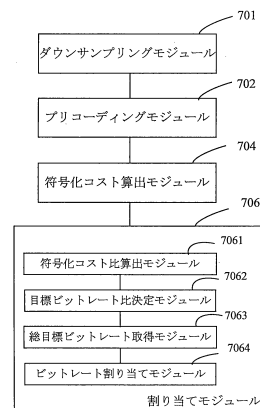 701
ダウンサンプリングモジュール
702
プリコーディングモジュール
704
符号化コスト算出モジュール
706
7061
符号化コスト比算出モジュール
7062
目標ビットレート比決定モジュール
7063
総目標ビットレート取得モジュール
7064
ビットレート割り当てモジュール
割り当てモジュール